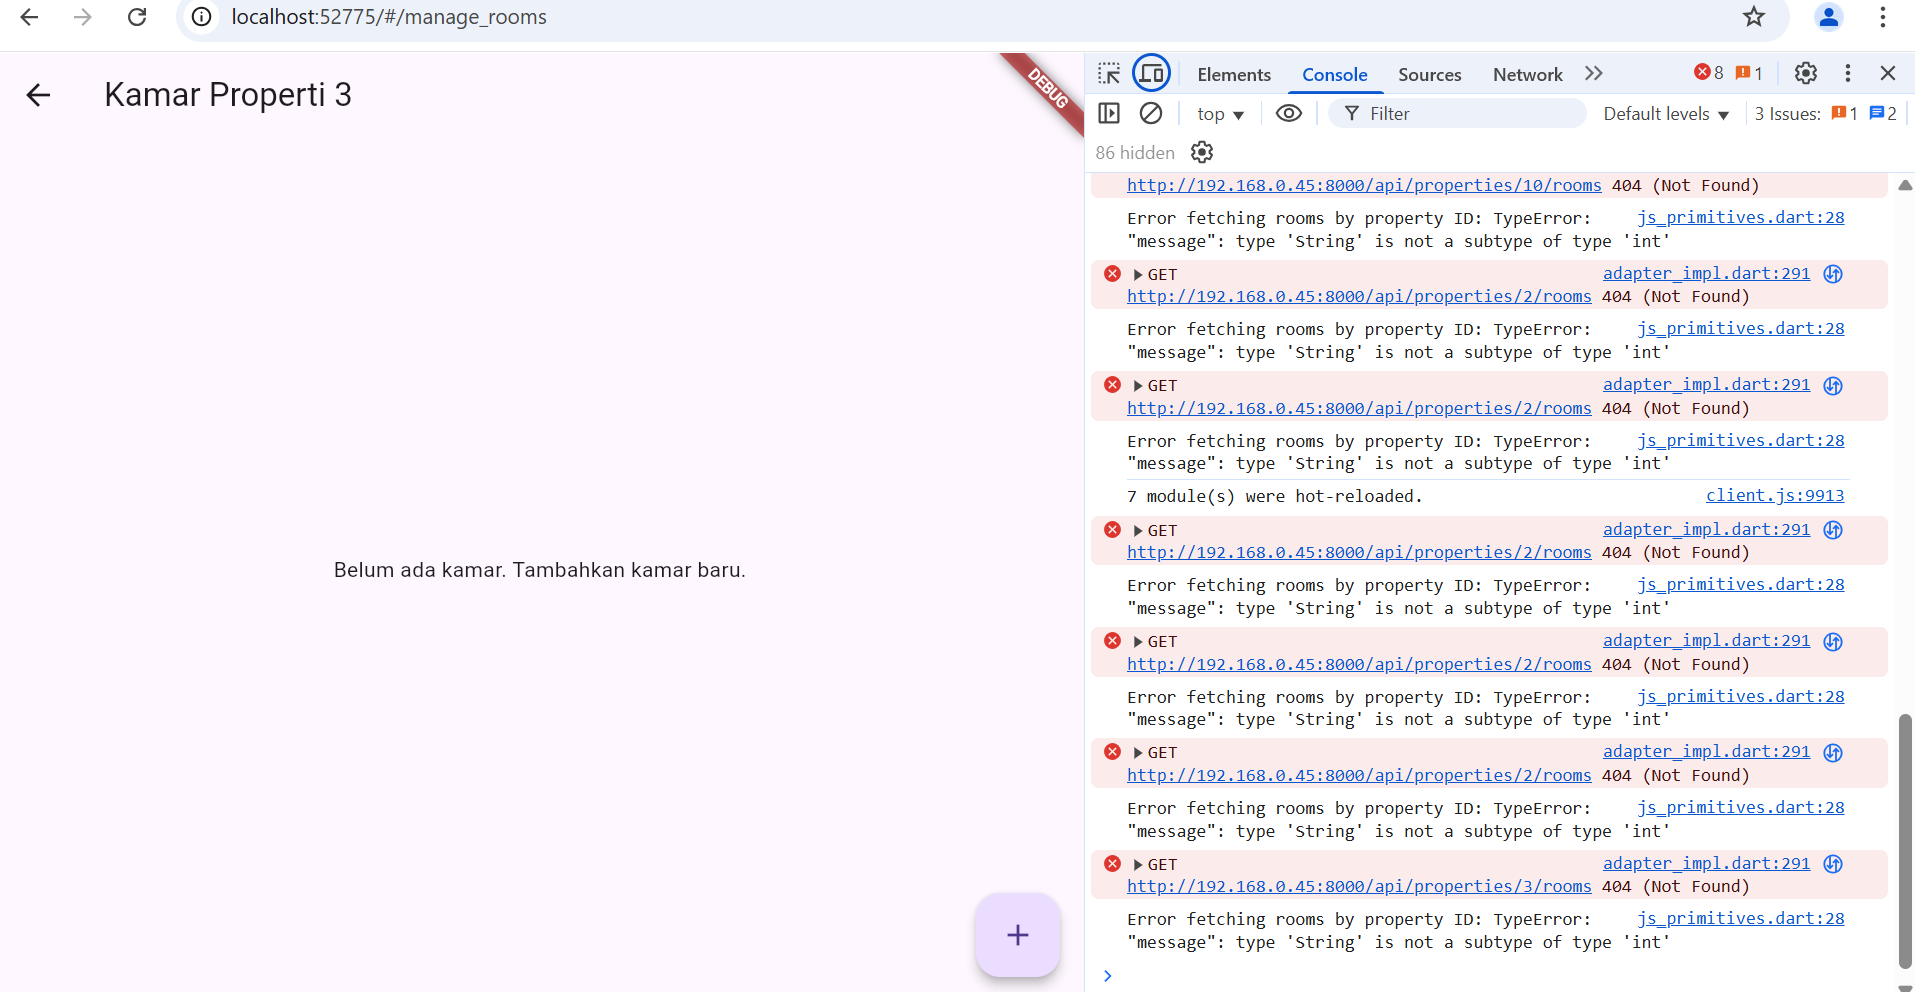 localhost:52775/#/manage_rooms
Kamar Properti 3
DEBUG
Belum ada kamar. Tambahkan kamar baru.
+
Elements Console Sources Network 8 1
top Filter Default levels 3 Issues: 1 2
86 hidden
http://192.168.0.45:8000/api/properties/10/rooms 404 (Not Found)
Error fetching rooms by property ID: TypeError: js_primitives.dart:28
"message": type 'String' is not a subtype of type 'int'
GET adapter_impl.dart:291
http://192.168.0.45:8000/api/properties/2/rooms 404 (Not Found)
Error fetching rooms by property ID: TypeError: js_primitives.dart:28
"message": type 'String' is not a subtype of type 'int'
GET adapter_impl.dart:291
http://192.168.0.45:8000/api/properties/2/rooms 404 (Not Found)
Error fetching rooms by property ID: TypeError: js_primitives.dart:28
"message": type 'String' is not a subtype of type 'int'
7 module(s) were hot-reloaded. client.js:9913
GET adapter_impl.dart:291
http://192.168.0.45:8000/api/properties/2/rooms 404 (Not Found)
Error fetching rooms by property ID: TypeError: js_primitives.dart:28
"message": type 'String' is not a subtype of type 'int'
GET adapter_impl.dart:291
http://192.168.0.45:8000/api/properties/2/rooms 404 (Not Found)
Error fetching rooms by property ID: TypeError: js_primitives.dart:28
"message": type 'String' is not a subtype of type 'int'
GET adapter_impl.dart:291
http://192.168.0.45:8000/api/properties/2/rooms 404 (Not Found)
Error fetching rooms by property ID: TypeError: js_primitives.dart:28
"message": type 'String' is not a subtype of type 'int'
GET adapter_impl.dart:291
http://192.168.0.45:8000/api/properties/3/rooms 404 (Not Found)
Error fetching rooms by property ID: TypeError: js_primitives.dart:28
"message": type 'String' is not a subtype of type 'int'